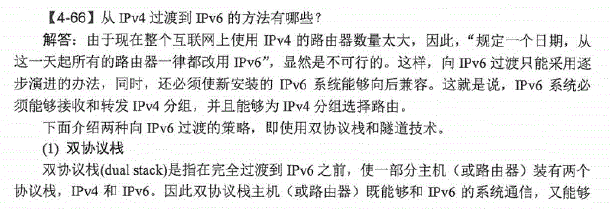 【4-66】从 IPv4 过渡到 IPv6 的方法有哪些？
解答：由于现在整个互联网上使用 IPv4 的路由器数量太大，因此，“规定一个日期，从
这一天起所有的路由器一律都改用 IPv6”，显然是不可行的。这样，向 IPv6 过渡只能采用逐
步演进的办法，同时，还必须使新安装的 IPv6 系统能够向后兼容。这就是说，IPv6 系统必
须能够接收和转发 IPv4 分组，并且能够为 IPv4 分组选择路由。
下面介绍两种向 IPv6 过渡的策略，即使用双协议栈和隧道技术。
(1) 双协议栈
双协议栈(dual stack)是指在完全过渡到 IPv6 之前，使一部分主机（或路由器）装有两个
协议栈，IPv4 和 IPv6。因此双协议栈主机（或路由器）既能够和 IPv6 的系统通信，又能够